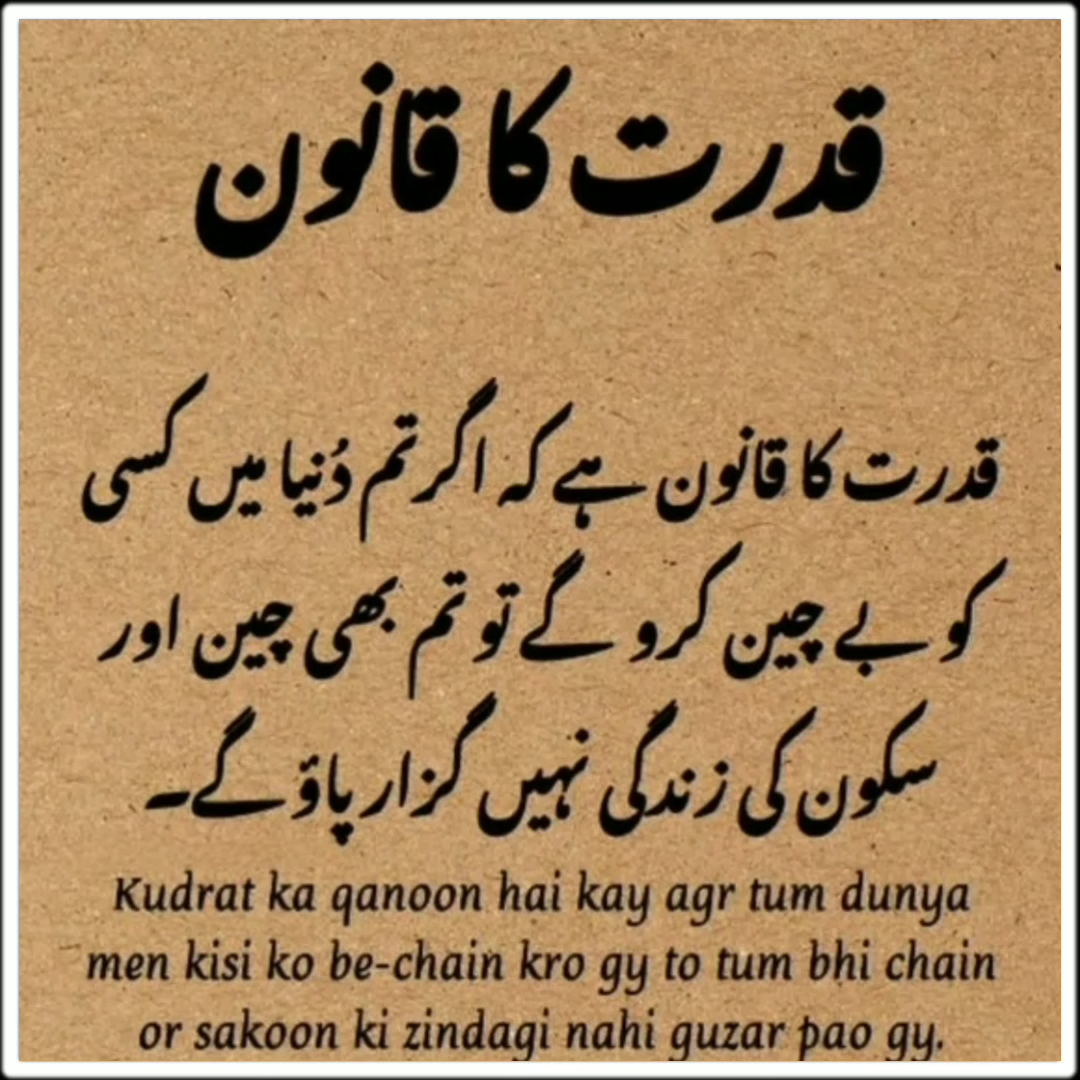 قدرت کا قانون
قدرت کا قانون ہے کہ اگر تم دُنیا میں کسی
کو بے چین کرو گے تو تم بھی چین اور
سکون کی زندگی نہیں گزار پاؤ گے۔
Kudrat ka qanoon hai kay agr tum dunya
men kisi ko be-chain kro gy to tum bhi chain
or sakoon ki zindagi nahi guzar pao gy.